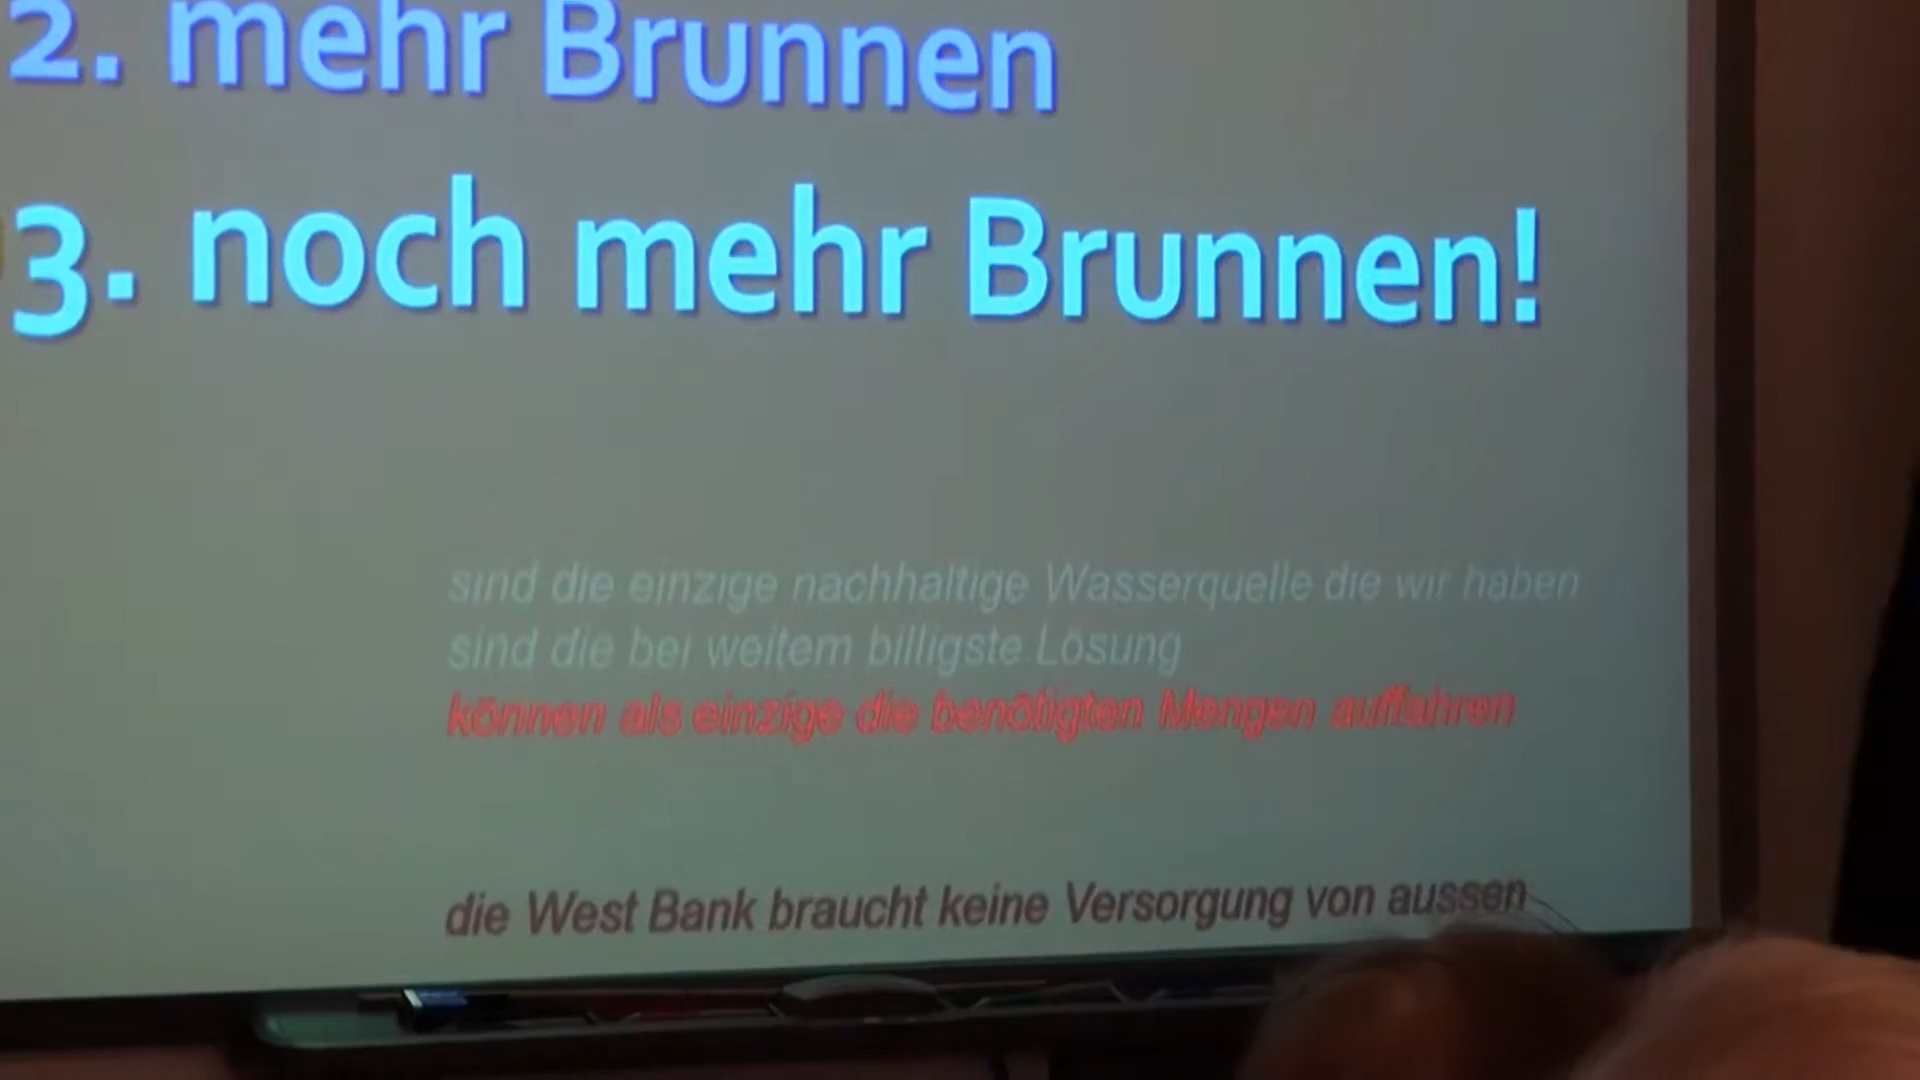 2. mehr Brunnen
3. noch mehr Brunnen!
sind die einzige nachhaltige Wasserquelle die wir haben
sind die bei weitem billigste Lösung
können als einzige die benötigten Mengen auffahren
die West Bank braucht keine Versorgung von aussen